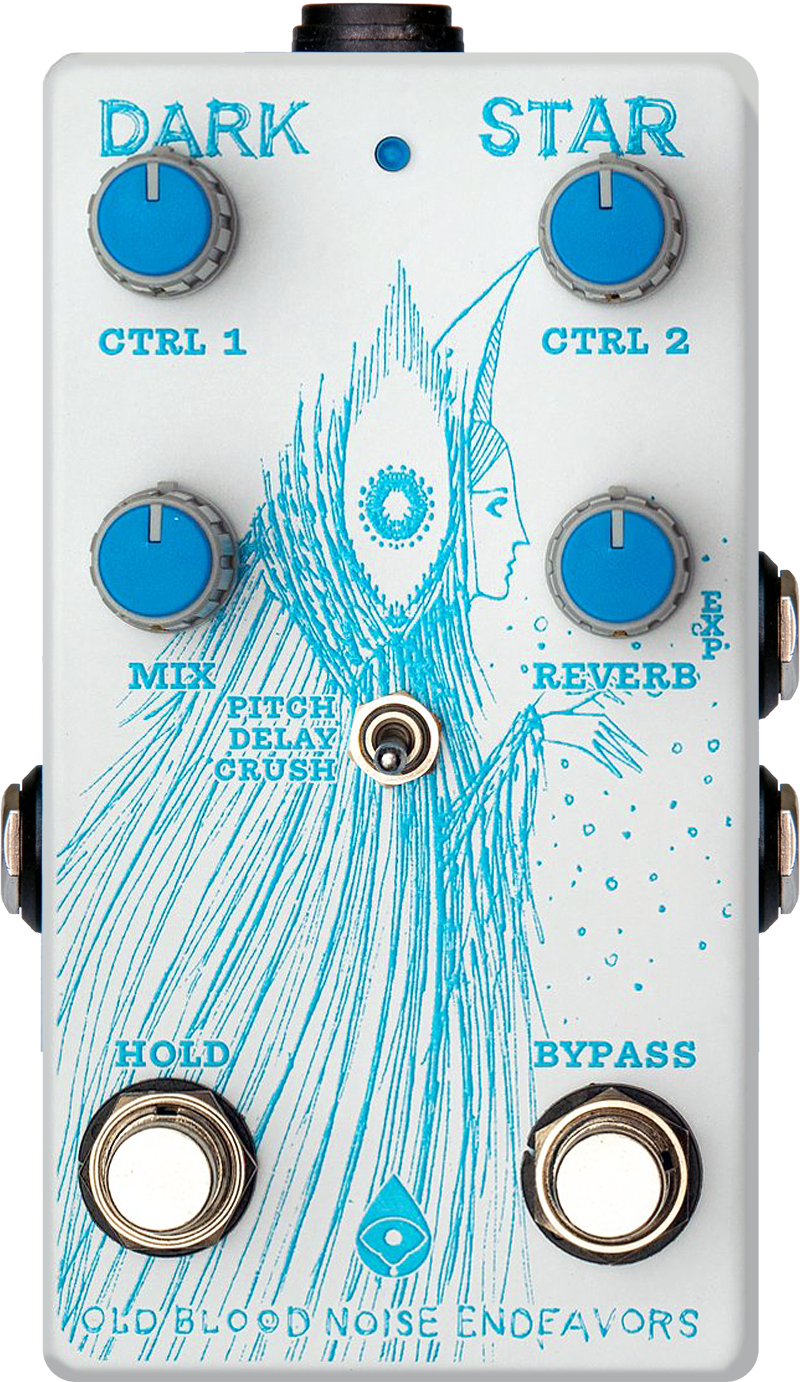 DARK STAR
CTRL 1 CTRL 2
EXP
MIX REVERB
PITCH
DELAY
CRUSH
HOLD BYPASS
OLD BLOOD NOISE ENDEAVORS